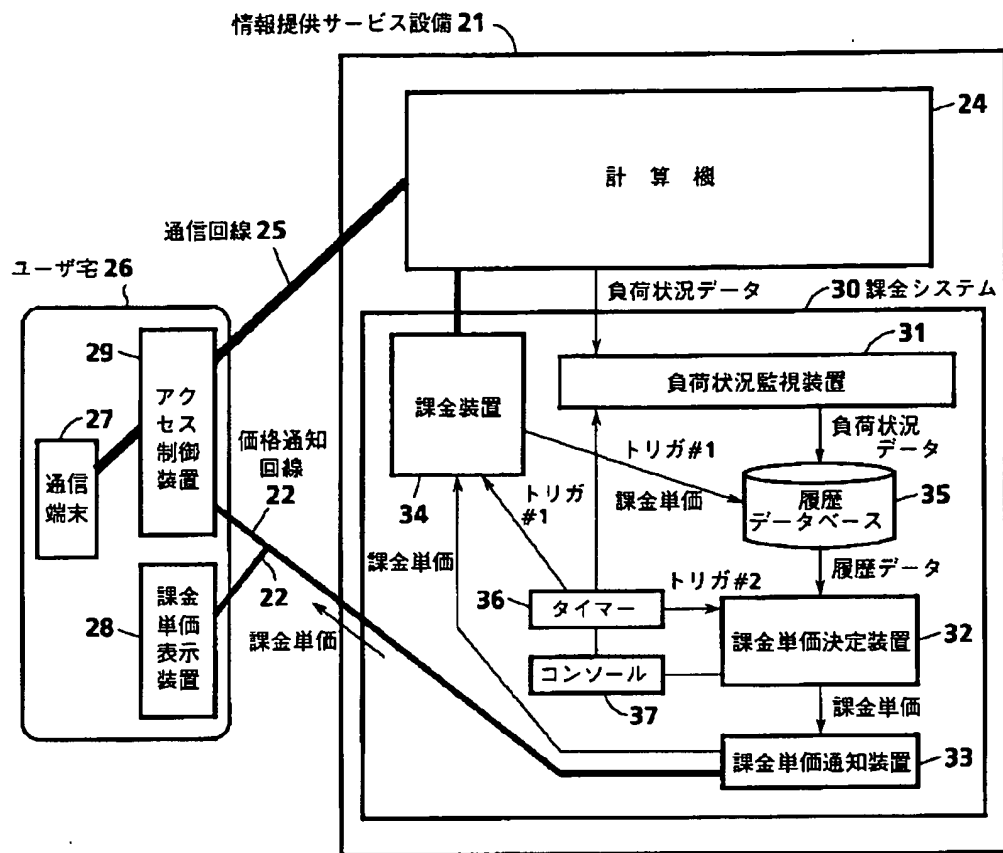 情報提供サービス設備 21
24
計算機
通信回線 25
ユーザ宅 26
負荷状況データ
30 課金システム
29
31
アクセス制御装置
課金装置
負荷状況監視装置
27
価格通知回線
22
トリガ#1
負荷状況データ
通信端末
34
トリガ#1
課金単価
履歴データベース
35
課金単価
履歴データ
トリガ#2
36
タイマー
22
28
課金単価表示装置
課金単価
課金単価決定装置
32
コンソール
37
課金単価
課金単価通知装置
33